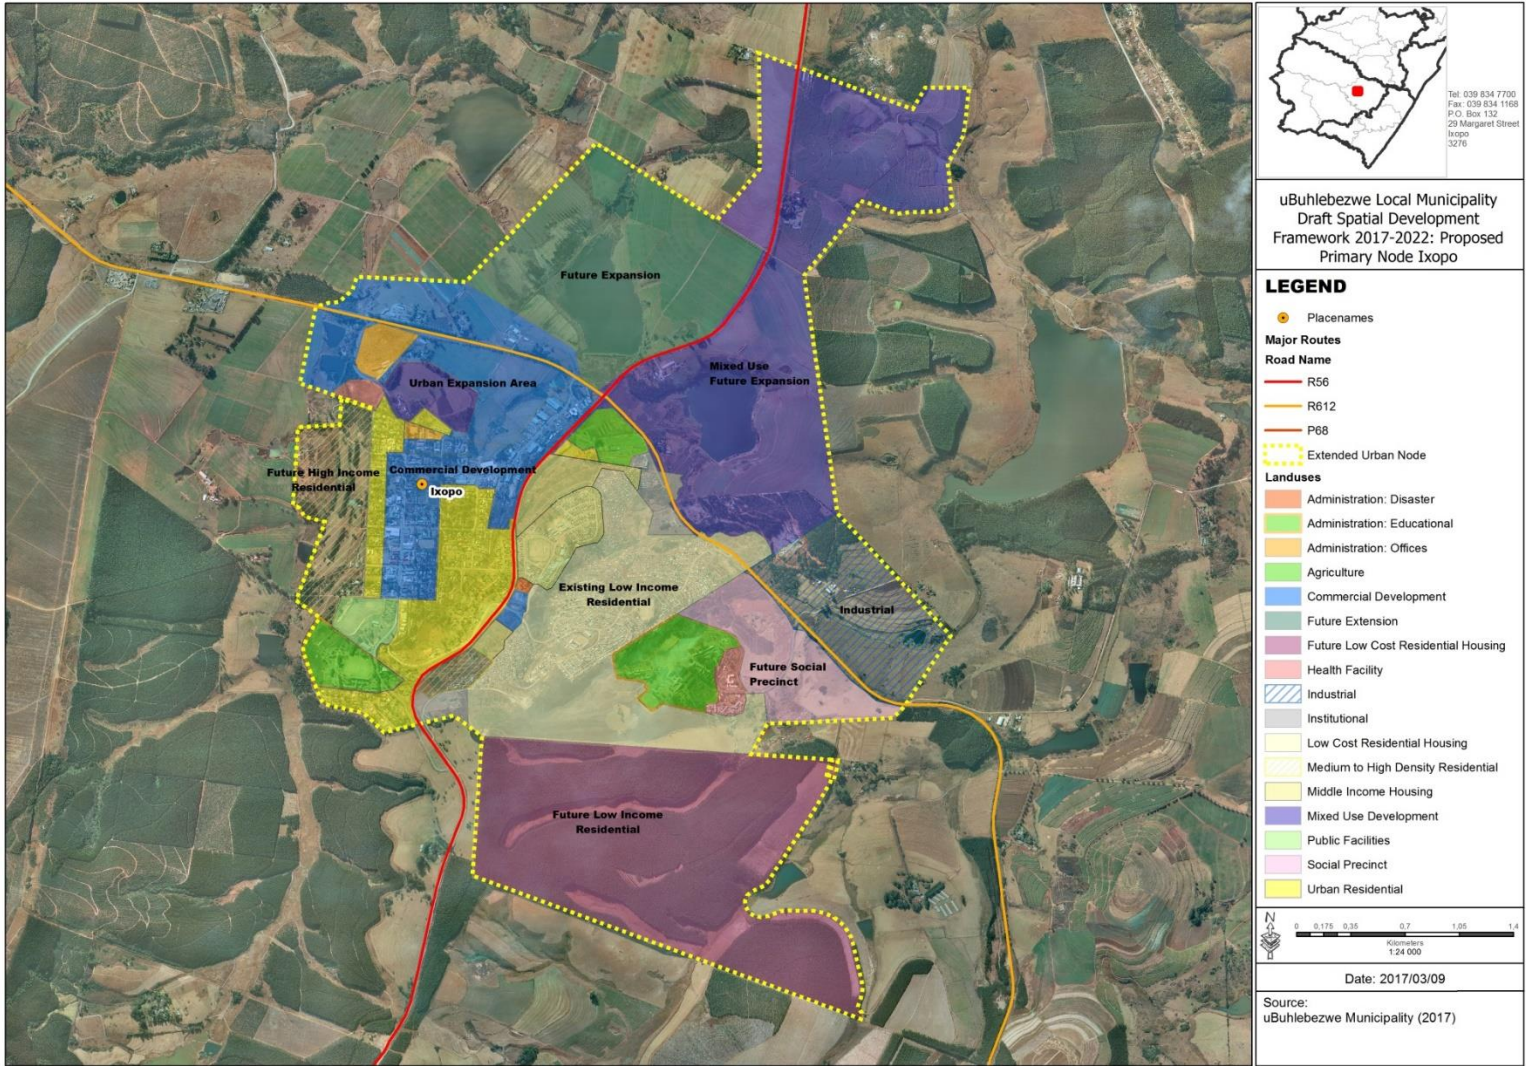 Future Expansion
Mixed Use
Future Expansion
Urban Expansion Area
Future High Income
Residential
Commercial Development
Ixopo
Existing Low Income
Residential
Industrial
Future Social
Precinct
Future Low Income
Residential
Tel: 039 834 7700
Fax: 039 834 1168
P.O. Box 132
29 Margaret Street
Ixopo
3276
uBuhlebezwe Local Municipality
Draft Spatial Development
Framework 2017-2022: Proposed
Primary Node Ixopo
LEGEND
Placenames
Major Routes
Road Name
R56
R612
P68
Extended Urban Node
Landuses
Administration: Disaster
Administration: Educational
Administration: Offices
Agriculture
Commercial Development
Future Extension
Future Low Cost Residential Housing
Health Facility
Industrial
Institutional
Low Cost Residential Housing
Medium to High Density Residential
Middle Income Housing
Mixed Use Development
Public Facilities
Social Precinct
Urban Residential
N
0 0,175 0,35 0,7 1,05 1,4
Kilometers
1:24 000
Date: 2017/03/09
Source:
uBuhlebezwe Municipality (2017)